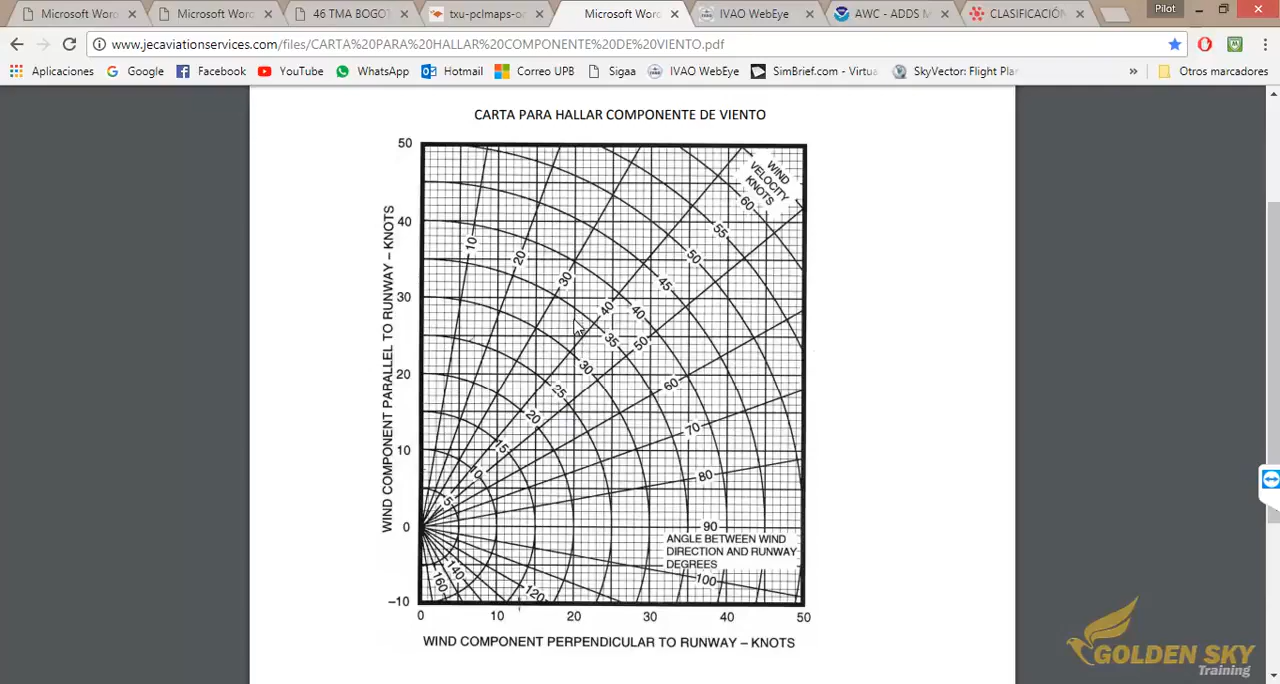 Microsoft Word
Microsoft Word
46 TMA BOGOT
txu-pclmaps-o
Microsoft Word
IVAO WebEye
AWC - ADDS M
CLASIFICACIÓN
Pilot
www.jecaviationservices.com/files/CARTA%20PARA%20HALLAR%20COMPONENTE%20DE%20VIENTO.pdf
Aplicaciones
Google
Facebook
YouTube
WhatsApp
Hotmail
Correo UPB
Sigaa
IVAO WebEye
SimBrief.com - Virtua
SkyVector: Flight Plan
»
Otros marcadores
CARTA PARA HALLAR COMPONENTE DE VIENTO
WIND COMPONENT PARALLEL TO RUNWAY – KNOTS
50
40
30
20
10
0
–10
10
20
30
40
50
60
70
80
90
100
120
140
160
WIND
VELOCITY
KNOTS
60
55
50
45
40
35
30
25
20
15
10
5
ANGLE BETWEEN WIND
DIRECTION AND RUNWAY
DEGREES
0
10
20
30
40
50
WIND COMPONENT PERPENDICULAR TO RUNWAY – KNOTS
GOLDEN SKY
Training